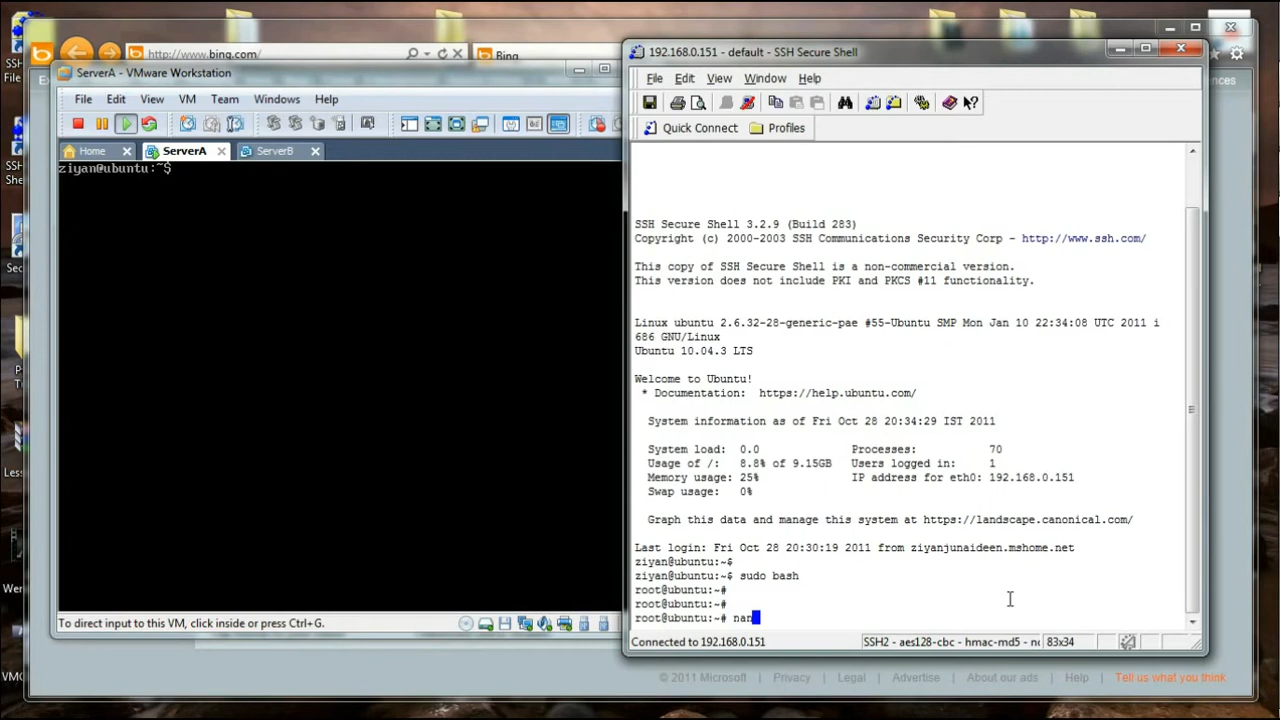 http://www.bing.com/
Bing
ServerA - VMware Workstation
File Edit View VM Team Windows Help
Home ServerA ServerB
ziyan@ubuntu:~$
To direct input to this VM, click inside or press Ctrl+G.
192.168.0.151 - default - SSH Secure Shell
File Edit View Window Help
Quick Connect Profiles
SSH Secure Shell 3.2.9 (Build 283)
Copyright (c) 2000-2003 SSH Communications Security Corp - http://www.ssh.com/
This copy of SSH Secure Shell is a non-commercial version.
This version does not include PKI and PKCS #11 functionality.
Linux ubuntu 2.6.32-28-generic-pae #55-Ubuntu SMP Mon Jan 10 22:34:08 UTC 2011 i
686 GNU/Linux
Ubuntu 10.04.3 LTS
Welcome to Ubuntu!
* Documentation: https://help.ubuntu.com/
System information as of Fri Oct 28 20:34:29 IST 2011
System load: 0.0 Processes: 70
Usage of /: 8.8% of 9.15GB Users logged in: 1
Memory usage: 25% IP address for eth0: 192.168.0.151
Swap usage: 0%
Graph this data and manage this system at https://landscape.canonical.com/
Last login: Fri Oct 28 20:30:19 2011 from ziyanjunaideen.mshome.net
ziyan@ubuntu:~$
ziyan@ubuntu:~$ sudo bash
root@ubuntu:~#
root@ubuntu:~#
root@ubuntu:~# nan
Connected to 192.168.0.151 SSH2 - aes128-cbc - hmac-md5 - 83x34
© 2011 Microsoft | Privacy | Legal | Advertise | About our ads | Help | Tell us what you think